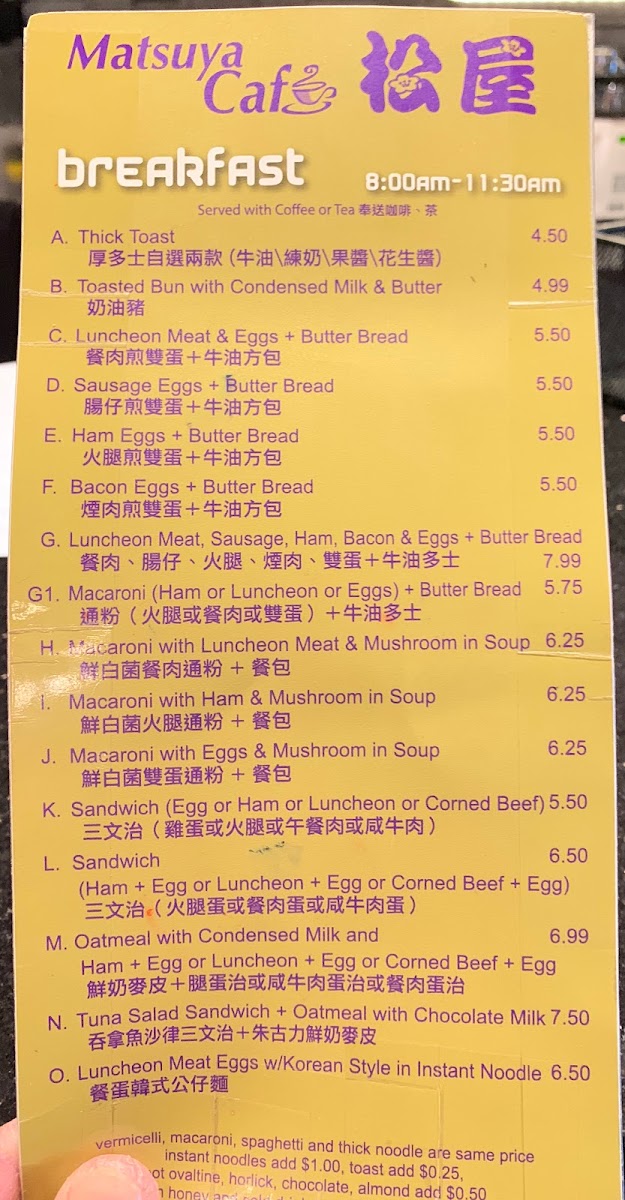 Matsuya
Café 松屋
breakfast 8:00AM-11:30AM
Served with Coffee or Tea 奉送咖啡、茶
A. Thick Toast 4.50
厚多士自選兩款 (牛油\練奶\果醬\花生醬)
B. Toasted Bun with Condensed Milk & Butter 4.99
奶油豬
C. Luncheon Meat & Eggs + Butter Bread 5.50
餐肉煎雙蛋＋牛油方包
D. Sausage Eggs + Butter Bread 5.50
腸仔煎雙蛋＋牛油方包
E. Ham Eggs + Butter Bread 5.50
火腿煎雙蛋＋牛油方包
F. Bacon Eggs + Butter Bread 5.50
煙肉煎雙蛋＋牛油方包
G. Luncheon Meat, Sausage, Ham, Bacon & Eggs + Butter Bread
餐肉、腸仔、火腿、煙肉、雙蛋＋牛油多士 7.99
G1. Macaroni (Ham or Luncheon or Eggs) + Butter Bread 5.75
通粉（火腿或餐肉或雙蛋）＋牛油多士
H. Macaroni with Luncheon Meat & Mushroom in Soup 6.25
鮮白菌餐肉通粉 + 餐包
I. Macaroni with Ham & Mushroom in Soup 6.25
鮮白菌火腿通粉 + 餐包
J. Macaroni with Eggs & Mushroom in Soup 6.25
鮮白菌雙蛋通粉 + 餐包
K. Sandwich (Egg or Ham or Luncheon or Corned Beef) 5.50
三文治（雞蛋或火腿或午餐肉或咸牛肉）
L. Sandwich 6.50
(Ham + Egg or Luncheon + Egg or Corned Beef + Egg)
三文治（火腿蛋或餐肉蛋或咸牛肉蛋）
M. Oatmeal with Condensed Milk and 6.99
Ham + Egg or Luncheon + Egg or Corned Beef + Egg
鮮奶麥皮＋腿蛋治或咸牛肉蛋治或餐肉蛋治
N. Tuna Salad Sandwich + Oatmeal with Chocolate Milk 7.50
吞拿魚沙律三文治＋朱古力鮮奶麥皮
O. Luncheon Meat Eggs w/Korean Style in Instant Noodle 6.50
餐蛋韓式公仔麵
vermicelli, macaroni, spaghetti and thick noodle are same price
instant noodles add $1.00, toast add $0.25,
ovaltine, horlick, chocolate, almond add $0.50
honey and